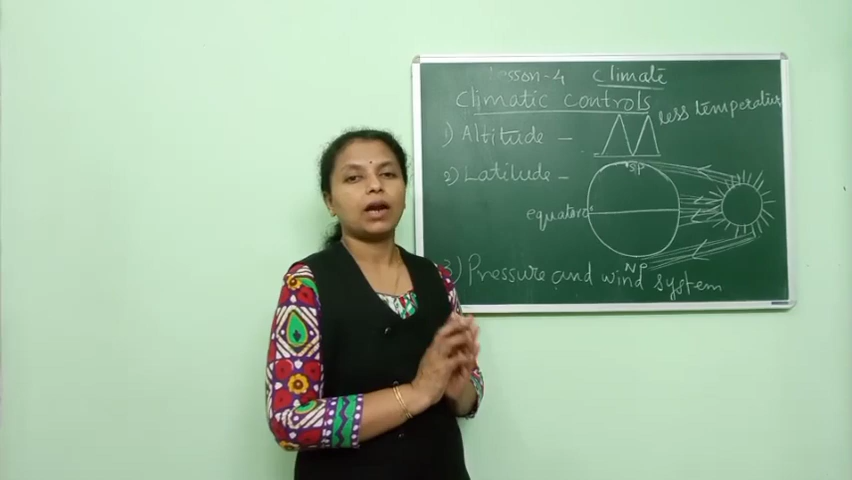 Lesson-4 Climate
Climatic controls
less temperature
1) Altitude -
2) Latitude -
SP
equator
NP
3) Pressure and wind system